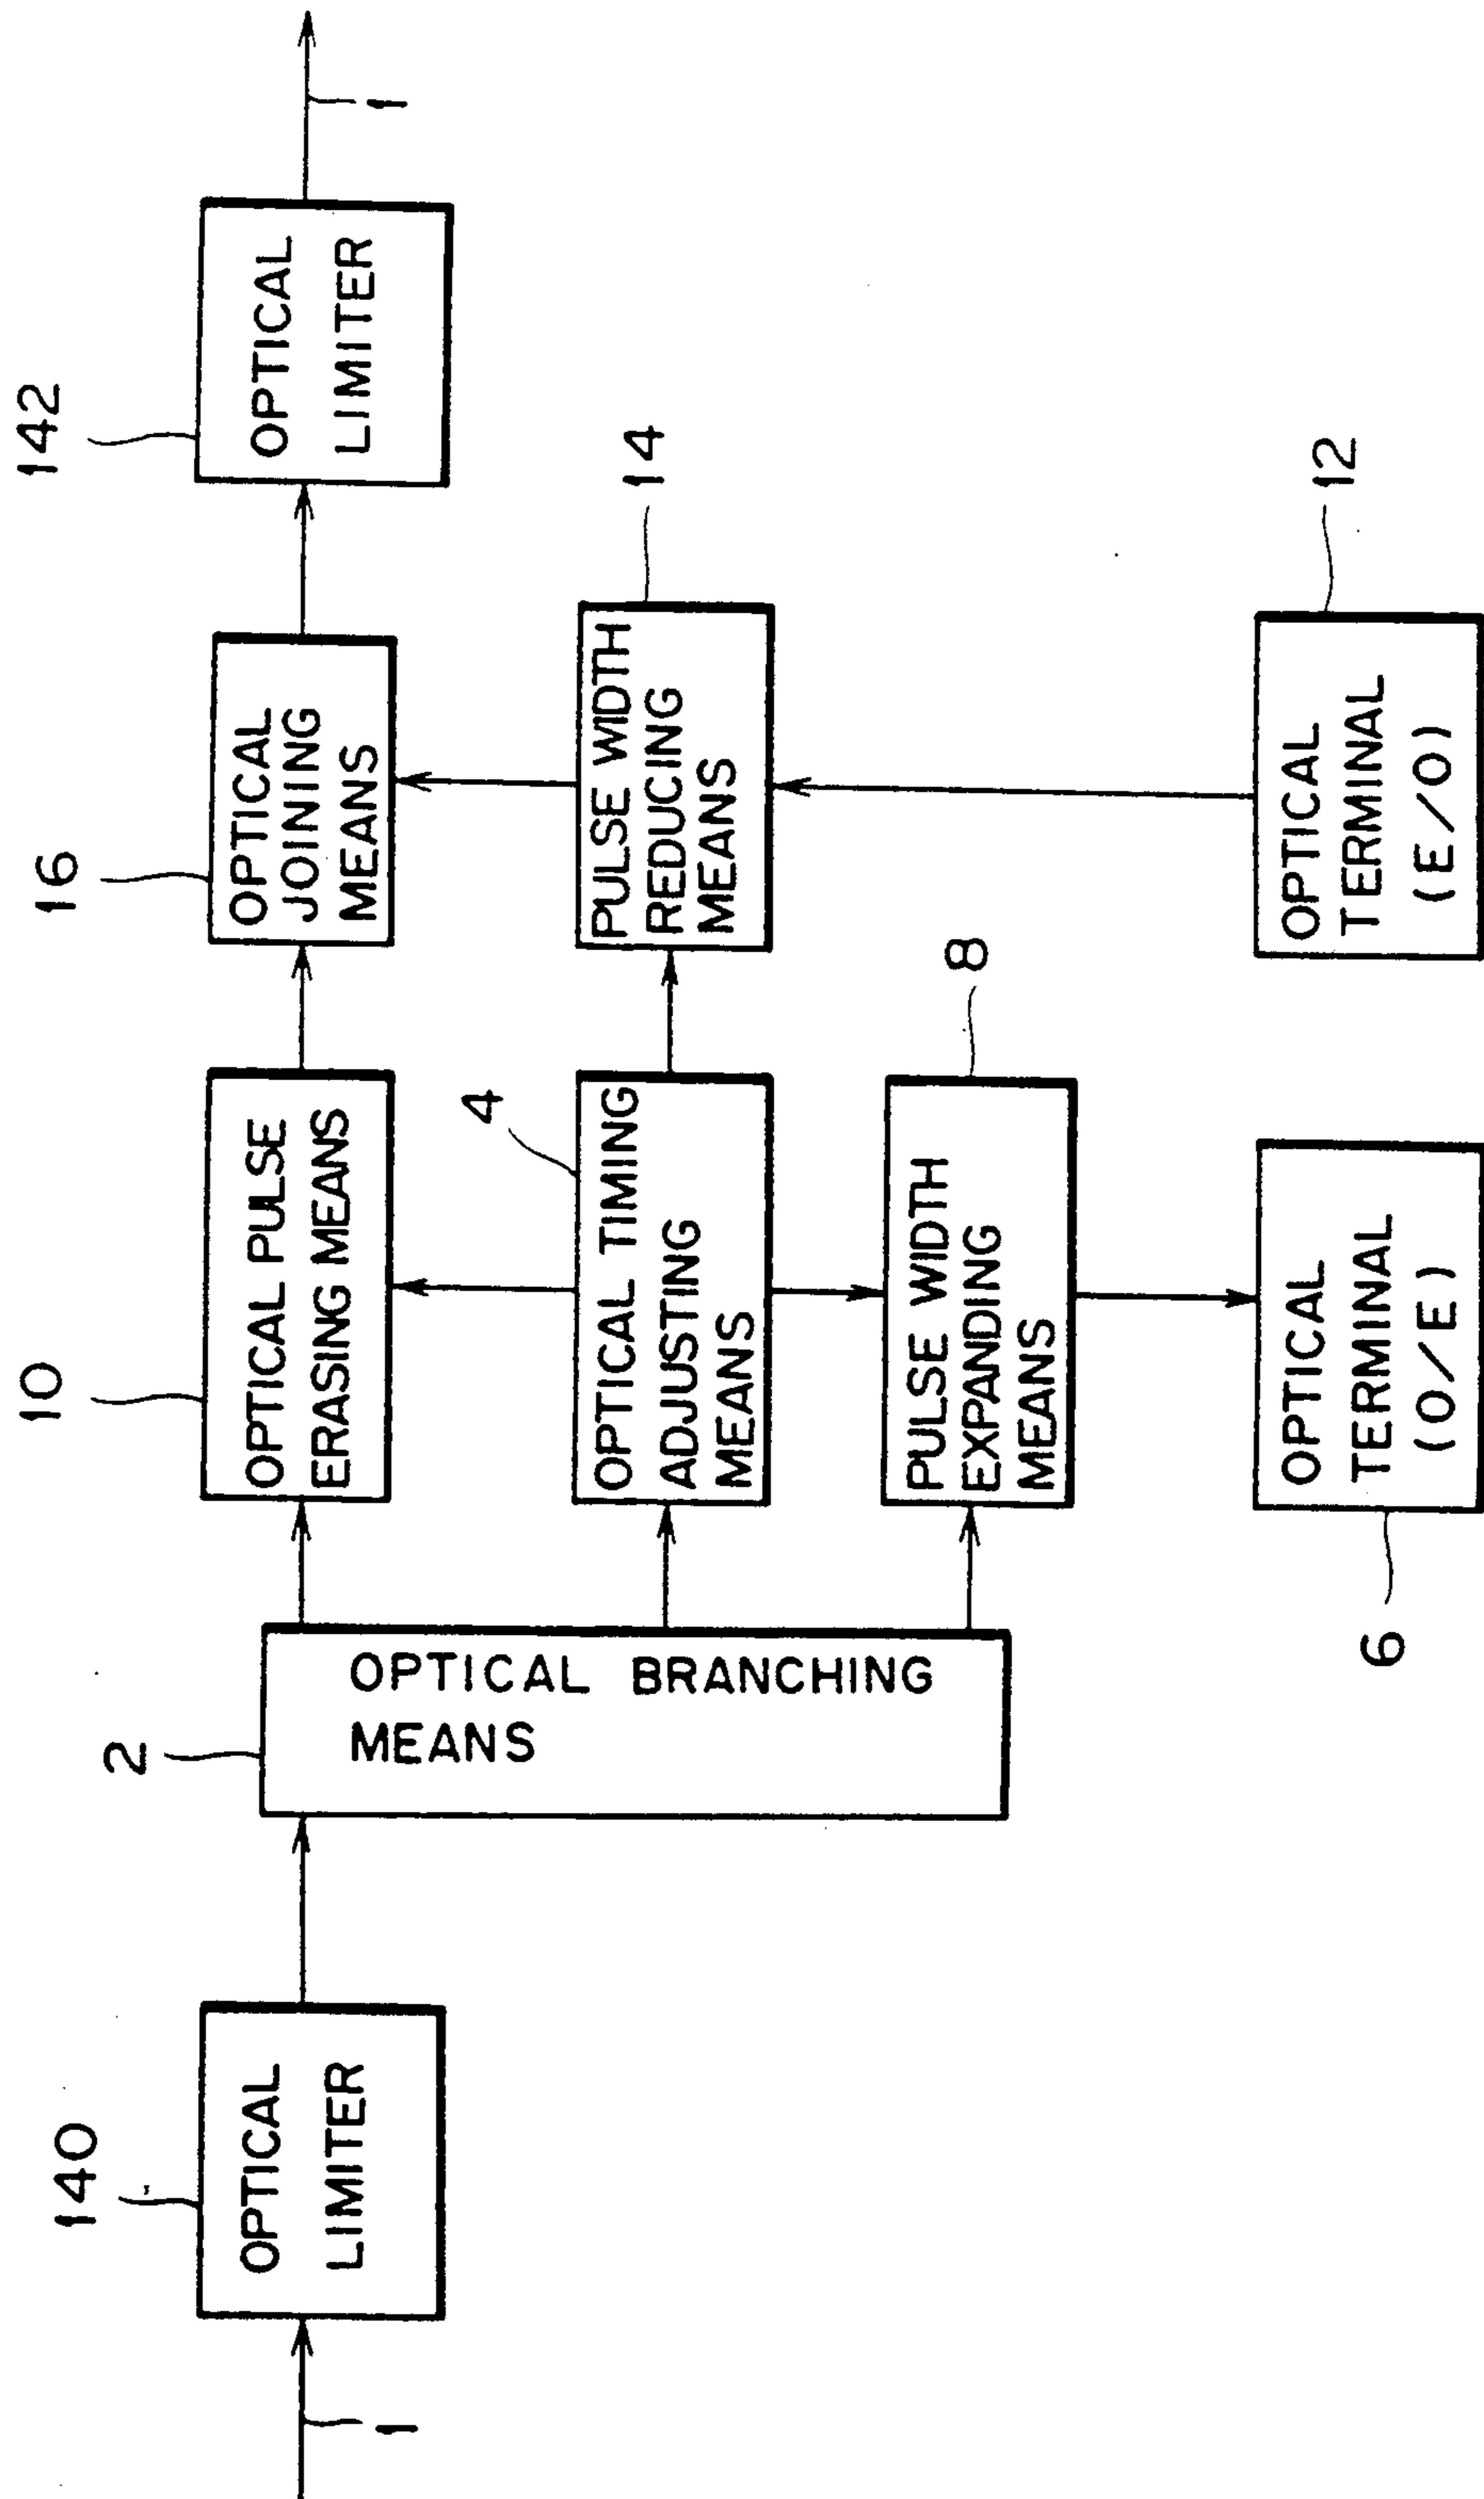 1
140
OPTICAL
LIMITER
2
OPTICAL BRANCHING
MEANS
10
OPTICAL PULSE
ERASING MEANS
4
OPTICAL TIMING
ADJUSTING
MEANS
8
PULSE WIDTH
EXPANDING
MEANS
6
OPTICAL
TERMINAL
(O/E)
16
OPTICAL
JOINING
MEANS
14
PULSE WIDTH
REDUCING
MEANS
12
OPTICAL
TERMINAL
(E/O)
142
OPTICAL
LIMITER
1